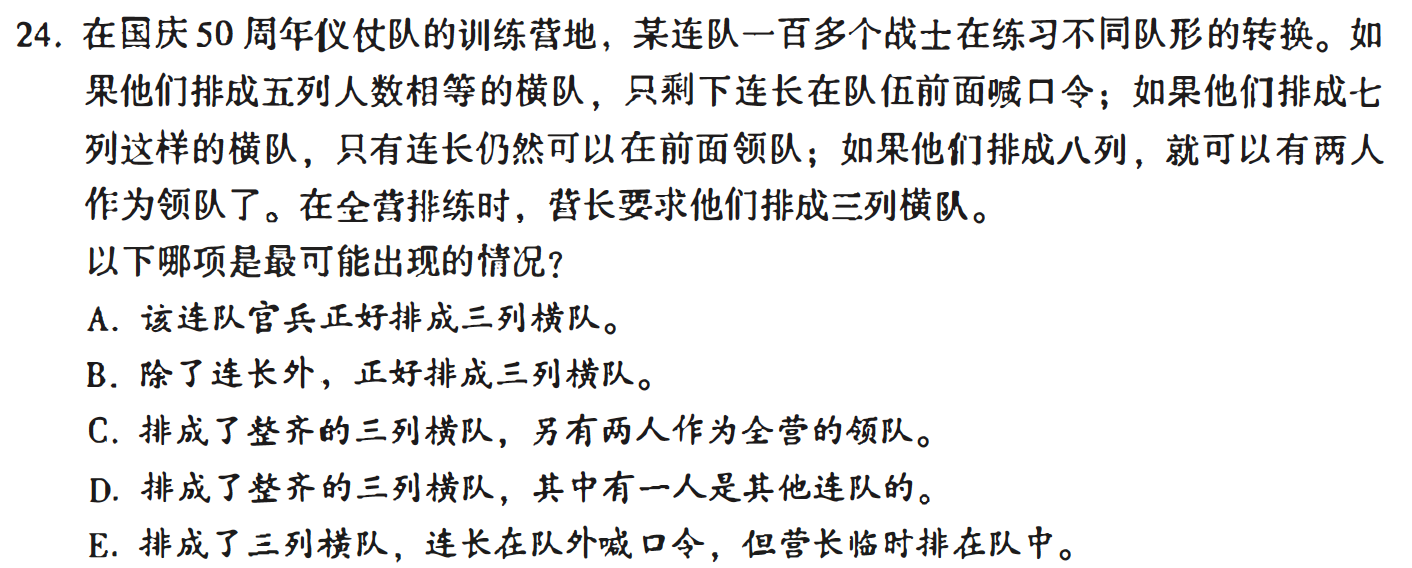 24. 在国庆50周年仪仗队的训练营地，某连队一百多个战士在练习不同队形的转换。如
果他们排成五列人数相等的横队，只剩下连长在队伍前面喊口令；如果他们排成七
列这样的横队，只有连长仍然可以在前面领队；如果他们排成八列，就可以有两人
作为领队了。在全营排练时，营长要求他们排成三列横队。
以下哪项是最可能出现的情况？
A. 该连队官兵正好排成三列横队。
B. 除了连长外，正好排成三列横队。
C. 排成了整齐的三列横队，另有两人作为全营的领队。
D. 排成了整齐的三列横队，其中有一人是其他连队的。
E. 排成了三列横队，连长在队外喊口令，但营长临时排在队中。